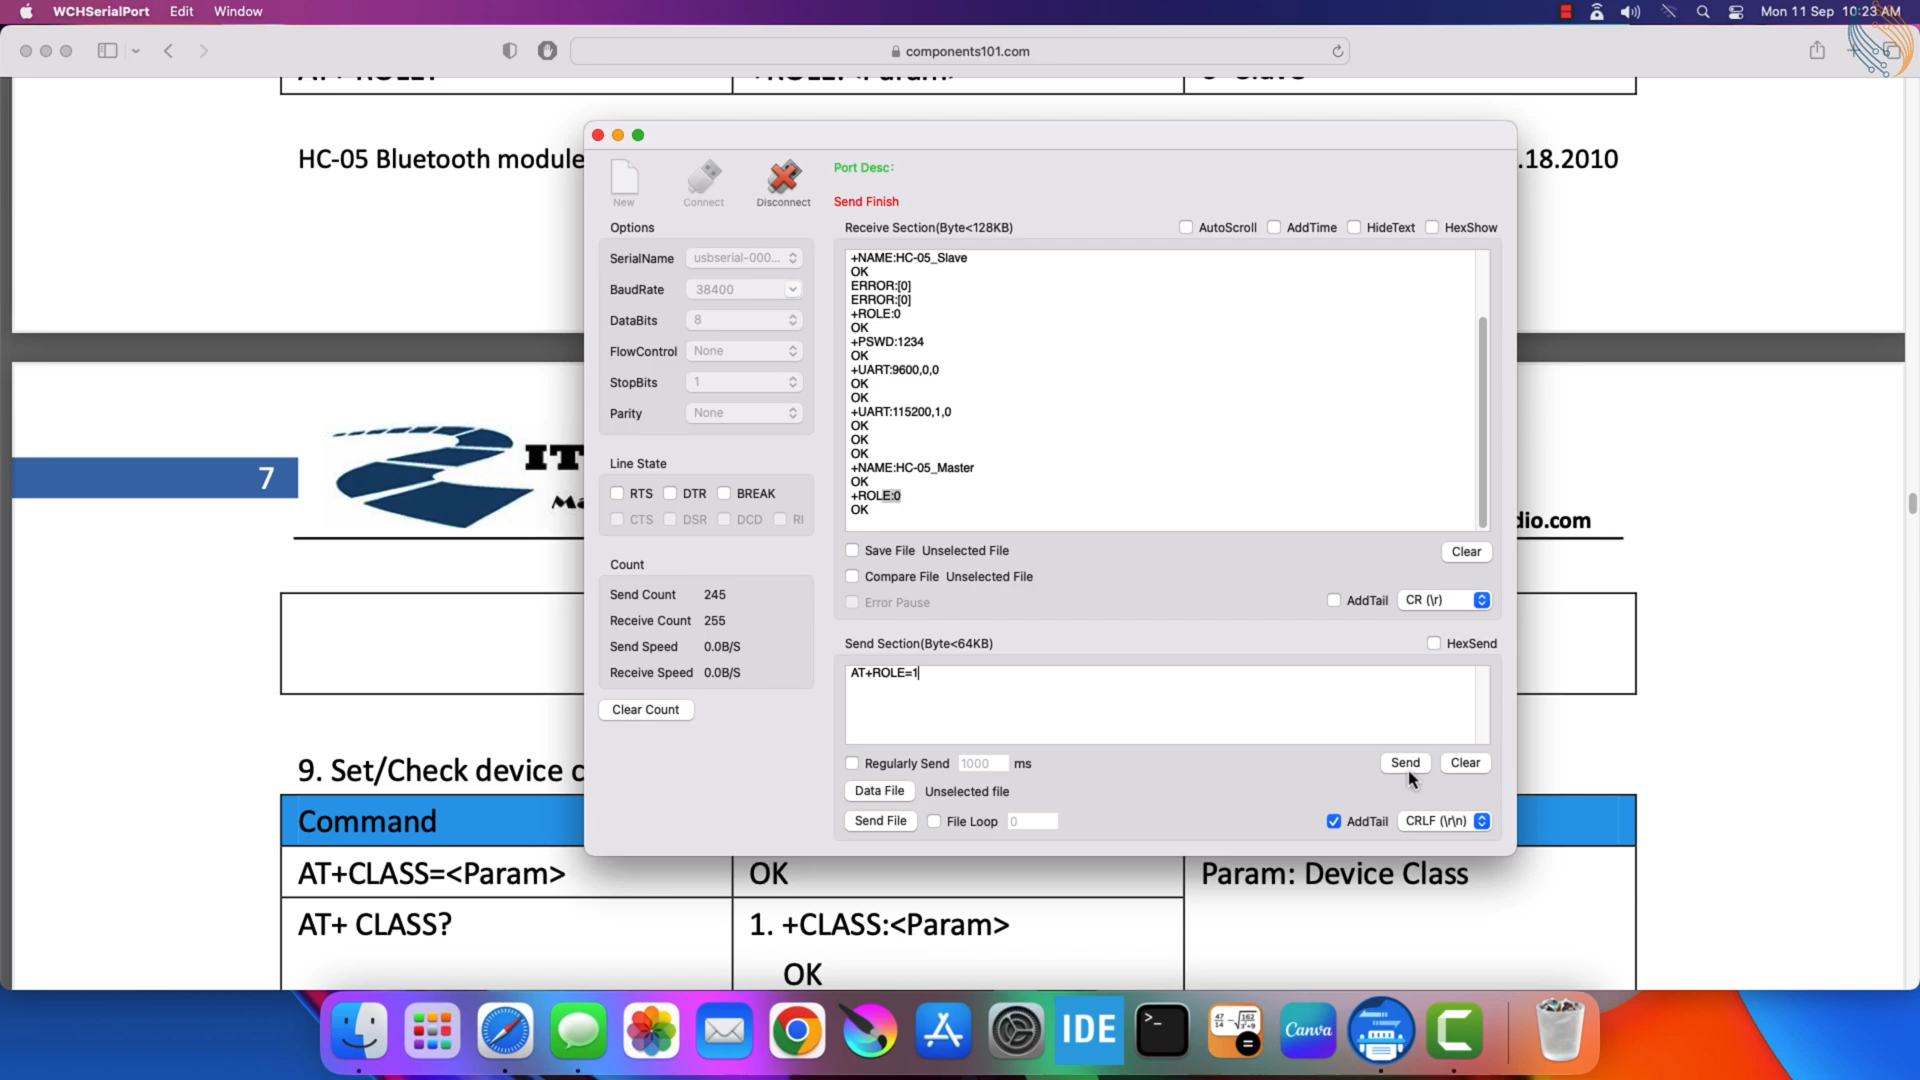 WCHSerialPort Edit Window
Mon 11 Sep 10:23 AM
components101.com
HC-05 Bluetooth module
.18.2010
Port Desc:
New Connect Disconnect
Send Finish
Options
Receive Section(Byte<128KB)
AutoScroll AddTime HideText HexShow
SerialName usbserial-000...
BaudRate 38400
DataBits 8
FlowControl None
StopBits 1
Parity None
+NAME:HC-05_Slave
OK
ERROR:[0]
ERROR:[0]
+ROLE:0
OK
+PSWD:1234
OK
+UART:9600,0,0
OK
OK
+UART:115200,1,0
OK
OK
OK
+NAME:HC-05_Master
OK
+ROLE:0
OK
Line State
RTS DTR BREAK
CTS DSR DCD RI
7
IT
dio.com
Save File Unselected File
Clear
Compare File Unselected File
Error Pause
AddTail CR (\r)
Count
Send Count 245
Receive Count 255
Send Speed 0.0B/S
Receive Speed 0.0B/S
Clear Count
Send Section(Byte<64KB)
HexSend
AT+ROLE=1
Regularly Send 1000 ms
Send Clear
Data File Unselected file
Send File File Loop 0
AddTail CRLF (\r\n)
9. Set/Check device c
Command
AT+CLASS=<Param>
OK
Param: Device Class
AT+ CLASS?
1. +CLASS:<Param>
OK
IDE
Canva